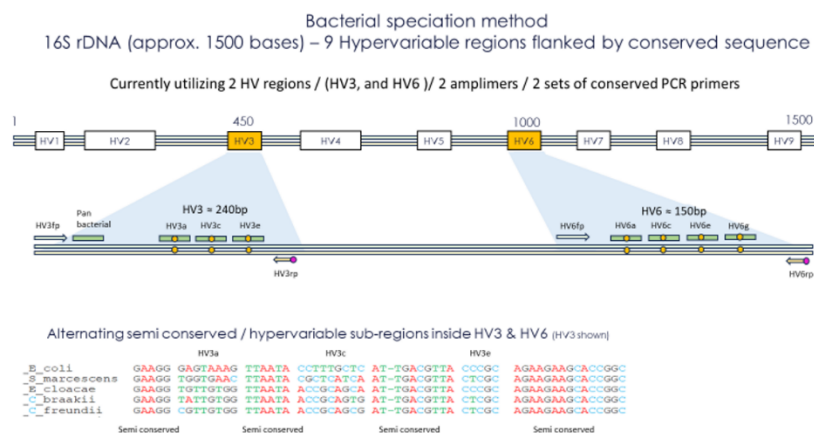 Bacterial speciation method
16S rDNA (approx. 1500 bases) – 9 Hypervariable regions flanked by conserved sequence
Currently utilizing 2 HV regions / (HV3, and HV6 )/ 2 amplimers / 2 sets of conserved PCR primers
1 450 1000 1500
HV1 HV2 HV3 HV4 HV5 HV6 HV7 HV8 HV9
HV3 = 240bp HV6 ≈ 150bp
HV3fp Pan bacterial HV3a HV3c HV3e HV6fp HV6a HV6c HV6e HV6g
HV3rp HV6rp
Alternating semi conserved / hypervariable sub-regions inside HV3 & HV6 (HV3 shown)
HV3a HV3c HV3e
_E_coli GAAGG GAGTAAAG TTAATA CCTTTGCTC AT-TGACGTTA CCCGC AGAAGAAGCACCGGC
_S_marcescens GAAGG TGGTGAAC TTAATA CGCTCATCA AT-TGACGTTA CTCGC AGAAGAAGCACCGGC
_E_cloacae GAAGG TGTTGTGG TTAATA ACCGCAGCA AT-TGACGTTA CCCGC AGAAGAAGCACCGGC
_C_braakii GAAGG TATTGTGG TTAATA ACCGCAGTG AT-TGACGTTA CTCGC AGAAGAAGCACCGGC
_C_freundii GAAGG CGTTGTGG TTAATA ACCGCAGCG AT-TGACGTTA CTCGC AGAAGAAGCACCGGC
Semi conserved Semi conserved Semi conserved Semi conserved